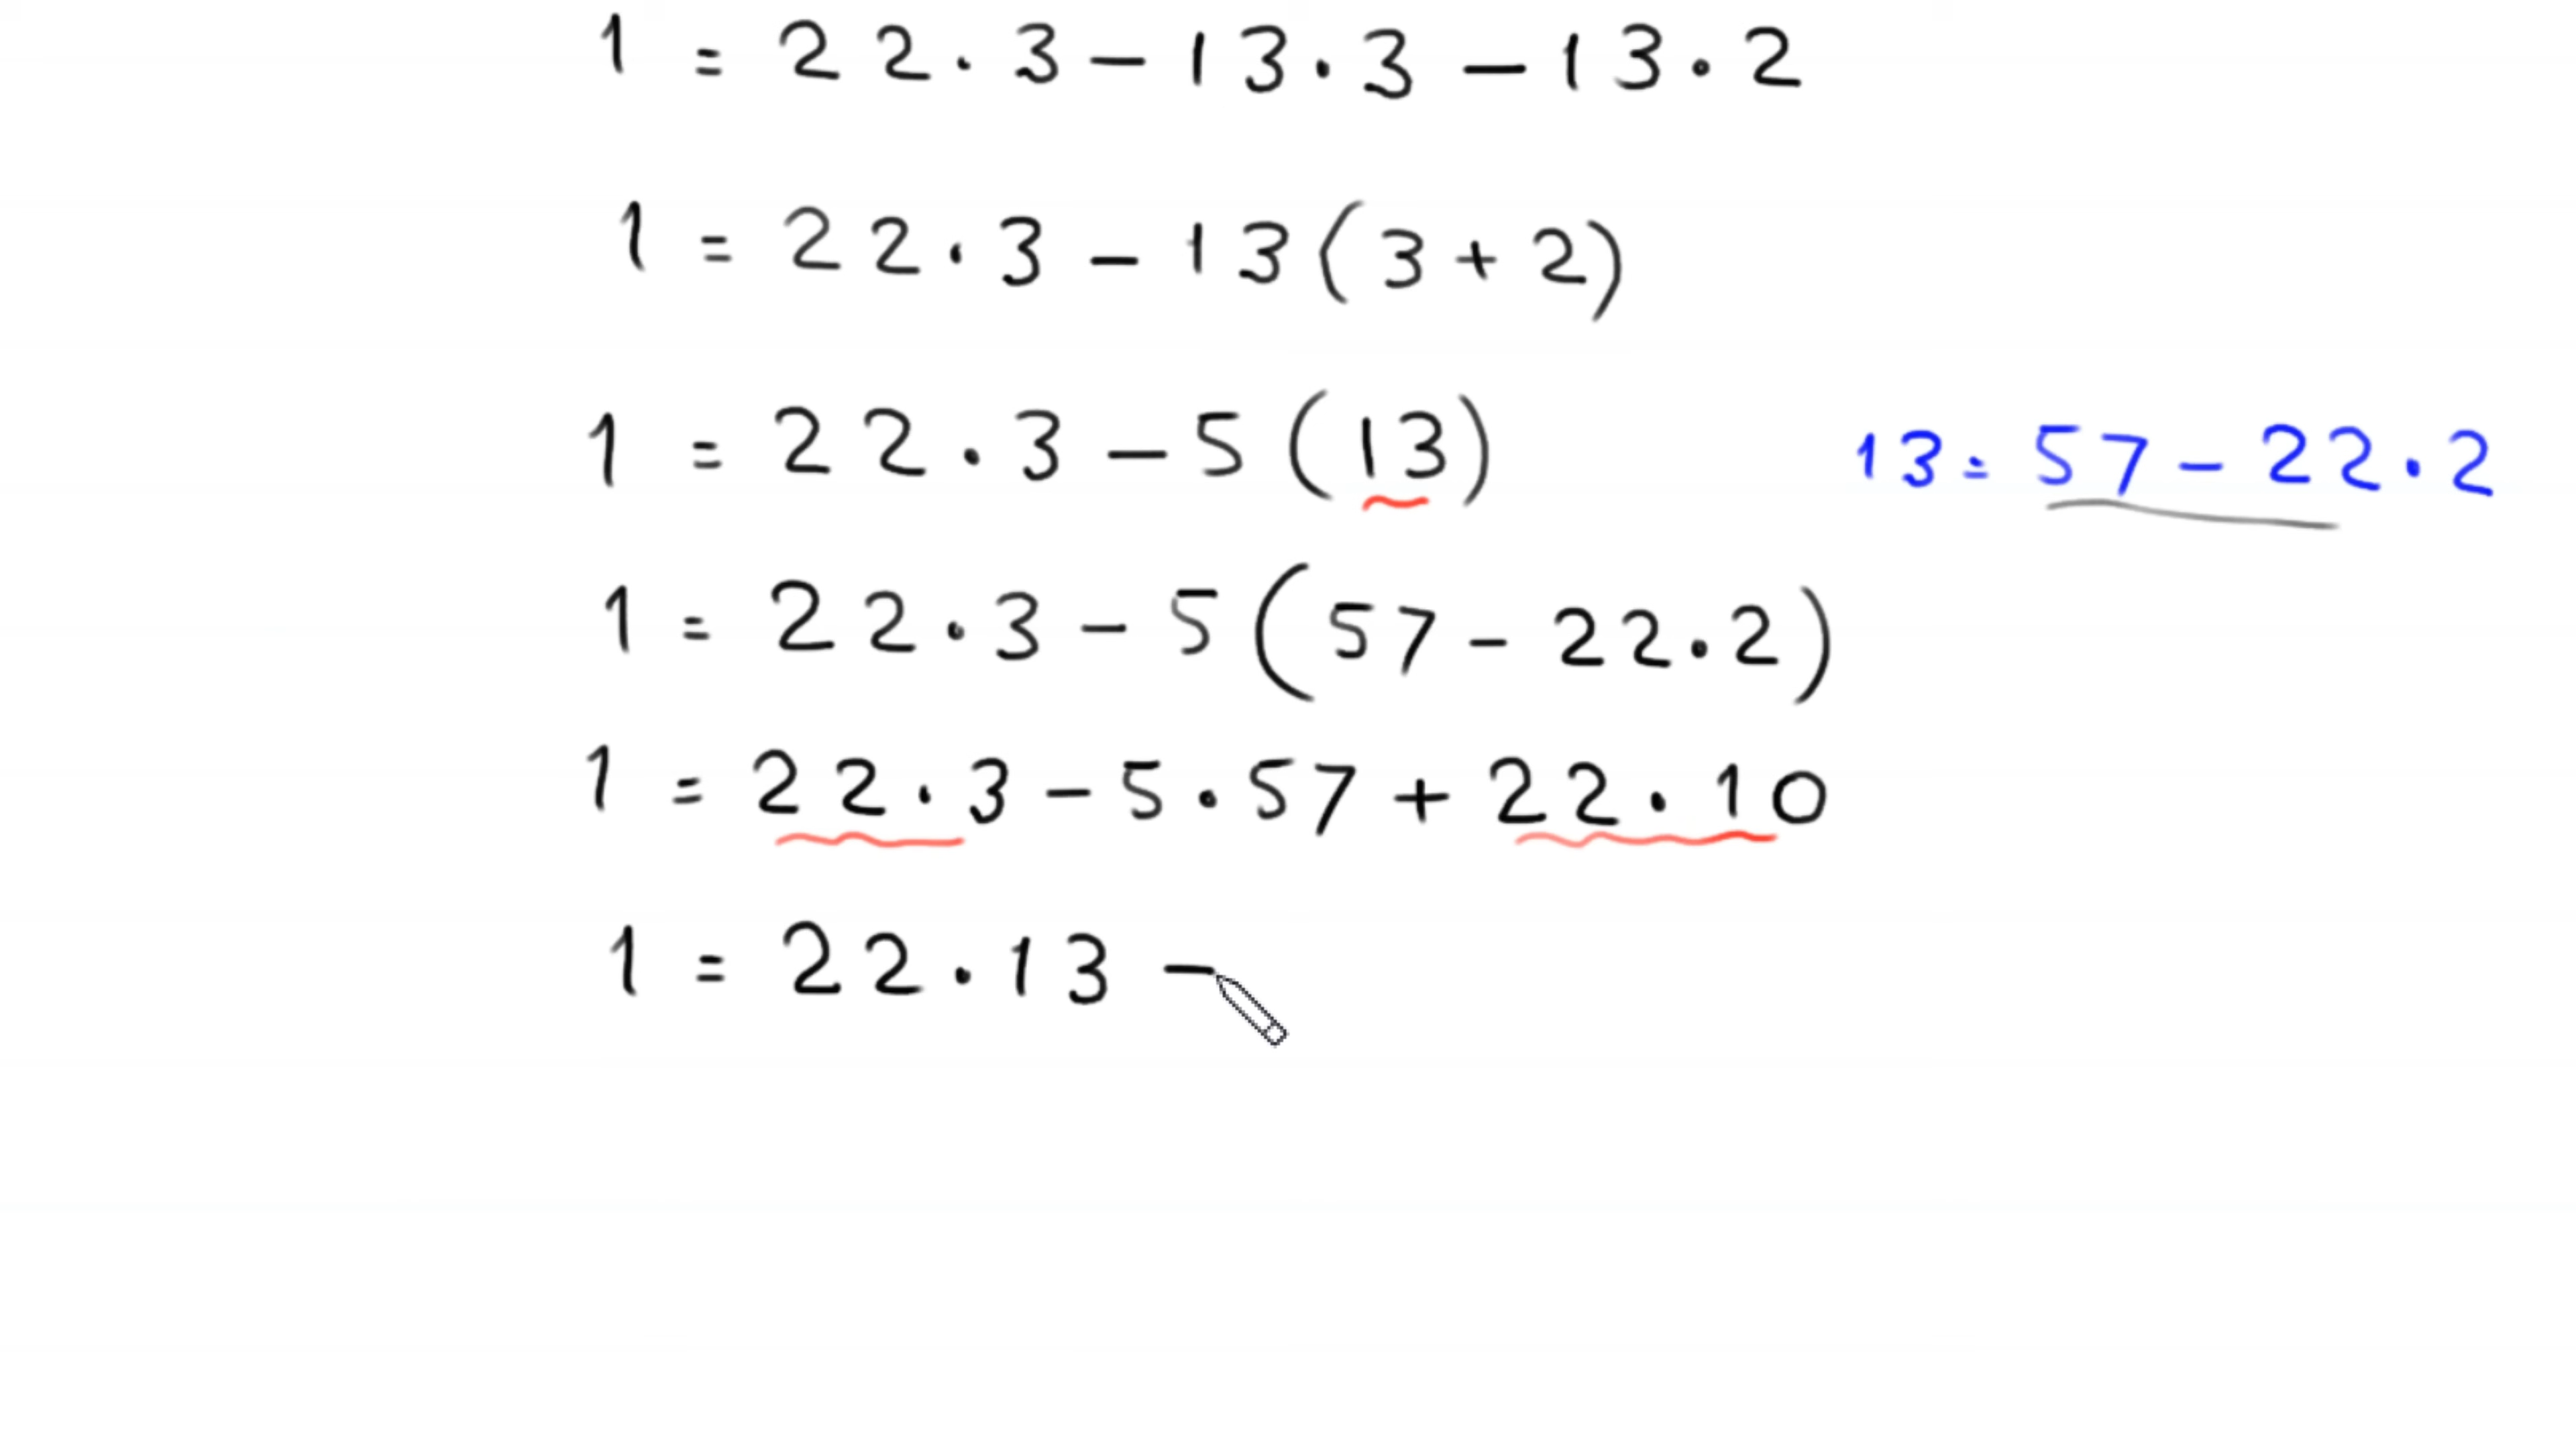 1 = 22 · 3 - 13 · 3 - 13 · 2
1 = 22 · 3 - 13 (3 + 2)
1 = 22 · 3 - 5 (13)
13 = 57 - 22 · 2
1 = 22 · 3 - 5 (57 - 22 · 2)
1 = 22 · 3 - 5 · 57 + 22 · 10
1 = 22 · 13 -